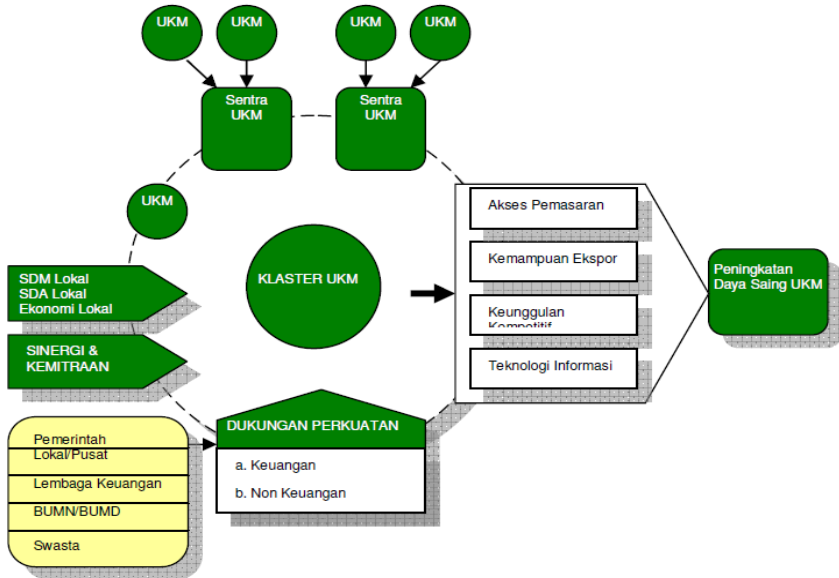 UKM
UKM
UKM
UKM
Sentra
UKM
Sentra
UKM
UKM
Akses Pemasaran
Kemampuan Ekspor
Keunggulan
Kompetitif
Teknologi Informasi
Peningkatan
Daya Saing UKM
KLASTER UKM
SDM Lokal
SDA Lokal
Ekonomi Lokal
SINERGI &
KEMITRAAN
DUKUNGAN PERKUATAN
a. Keuangan
b. Non Keuangan
Pemerintah
Lokal/Pusat
Lembaga Keuangan
BUMN/BUMD
Swasta